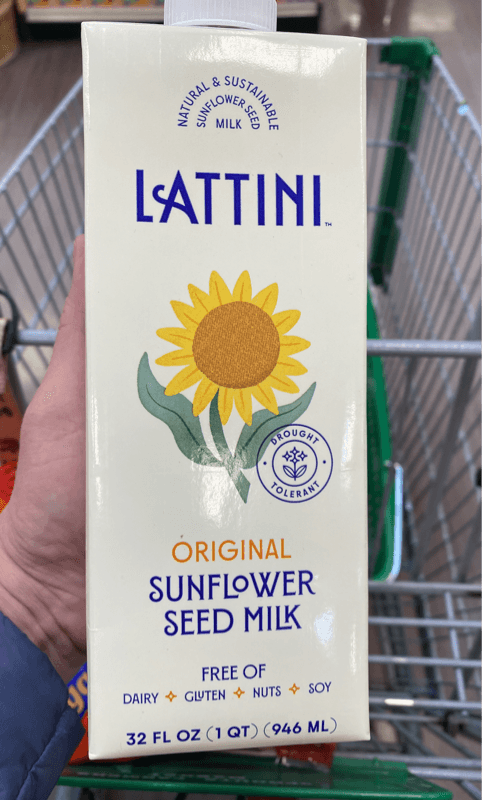 NATURAL & SUSTAINABLE
SUNFLOWER SEED
MILK
LATTINI™
DROUGHT
TOLERANT
ORIGINAL
SUNFLOWER
SEED MILK
FREE OF
DAIRY ✧ GLUTEN ✧ NUTS ✧ SOY
32 FL OZ (1 QT) (946 ML)